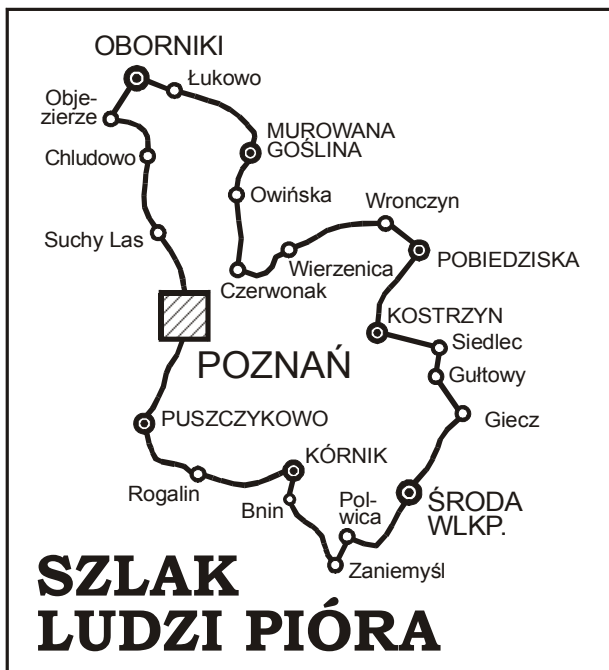 OBORNIKI
Łukowo
Obje-
zierze
MUROWANA
GOŚLINA
Chludowo
Owińska
Wronczyn
Suchy Las
Wierzenica
POBIEDZISKA
Czerwonak
KOSTRZYN
Siedlec
POZNAŃ
Gułtowy
Giecz
PUSZCZYKOWO
KÓRNIK
Rogalin
Bnin
Pol-
wica
ŚRODA
WLKP.
Zaniemyśl
SZLAK
LUDZI PIÓRA